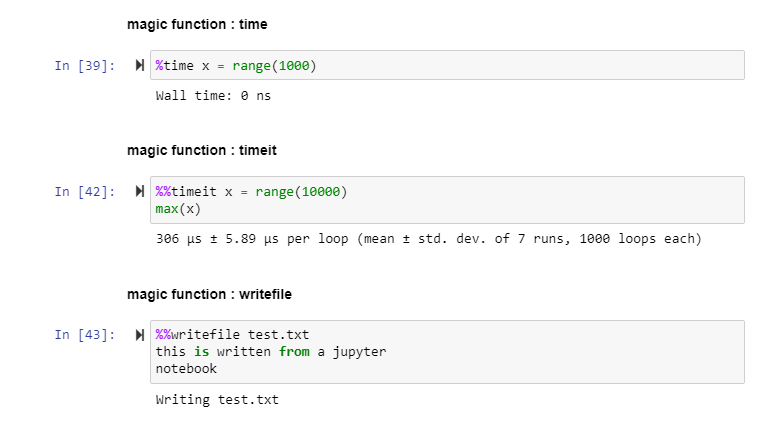 magic function : time
In [39]: %time x = range(1000)
Wall time: 0 ns
magic function : timeit
In [42]: %%timeit x = range(10000)
max(x)
306 µs ± 5.89 µs per loop (mean ± std. dev. of 7 runs, 1000 loops each)
magic function : writefile
In [43]: %%writefile test.txt
this is written from a jupyter
notebook
Writing test.txt